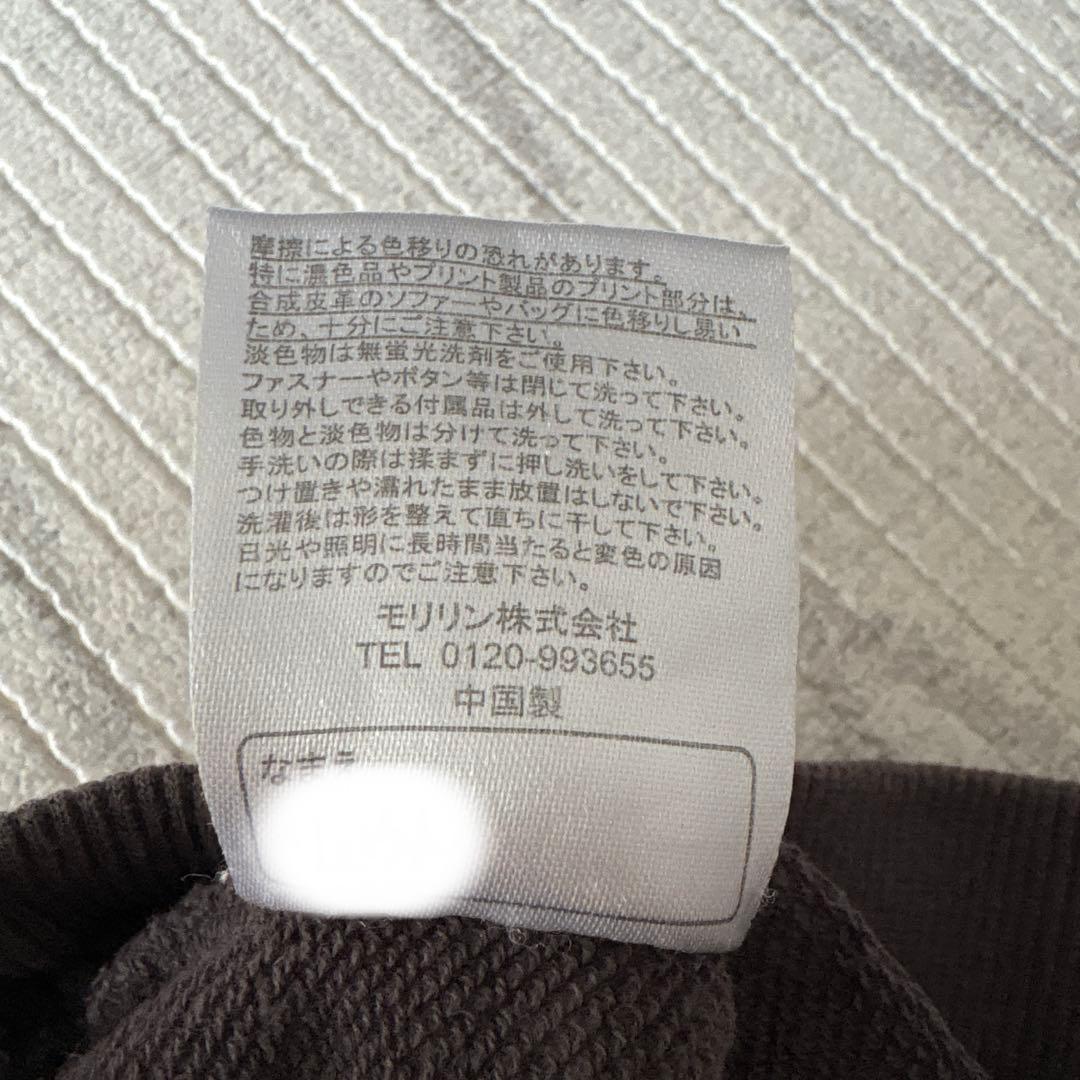 摩擦による色移りの恐れがあります。
特に濃色品やプリント製品のプリント部分は、
合成皮革のソファーやバッグに色移りし易い
ため、十分にご注意下さい。
淡色物は無蛍光洗剤をご使用下さい。
ファスナーやボタン等は閉じて洗って下さい。
取り外しできる付属品は外して洗って下さい。
色物と淡色物は分けて洗って下さい。
手洗いの際は揉まずに押し洗いをして下さい。
つけ置きや濡れたまま放置はしないで下さい。
洗濯後は形を整えて直ちに干して下さい。
日光や照明に長時間当たると変色の原因
になりますのでご注意下さい。
モリリン株式会社
TEL 0120-993655
中国製
なまえ